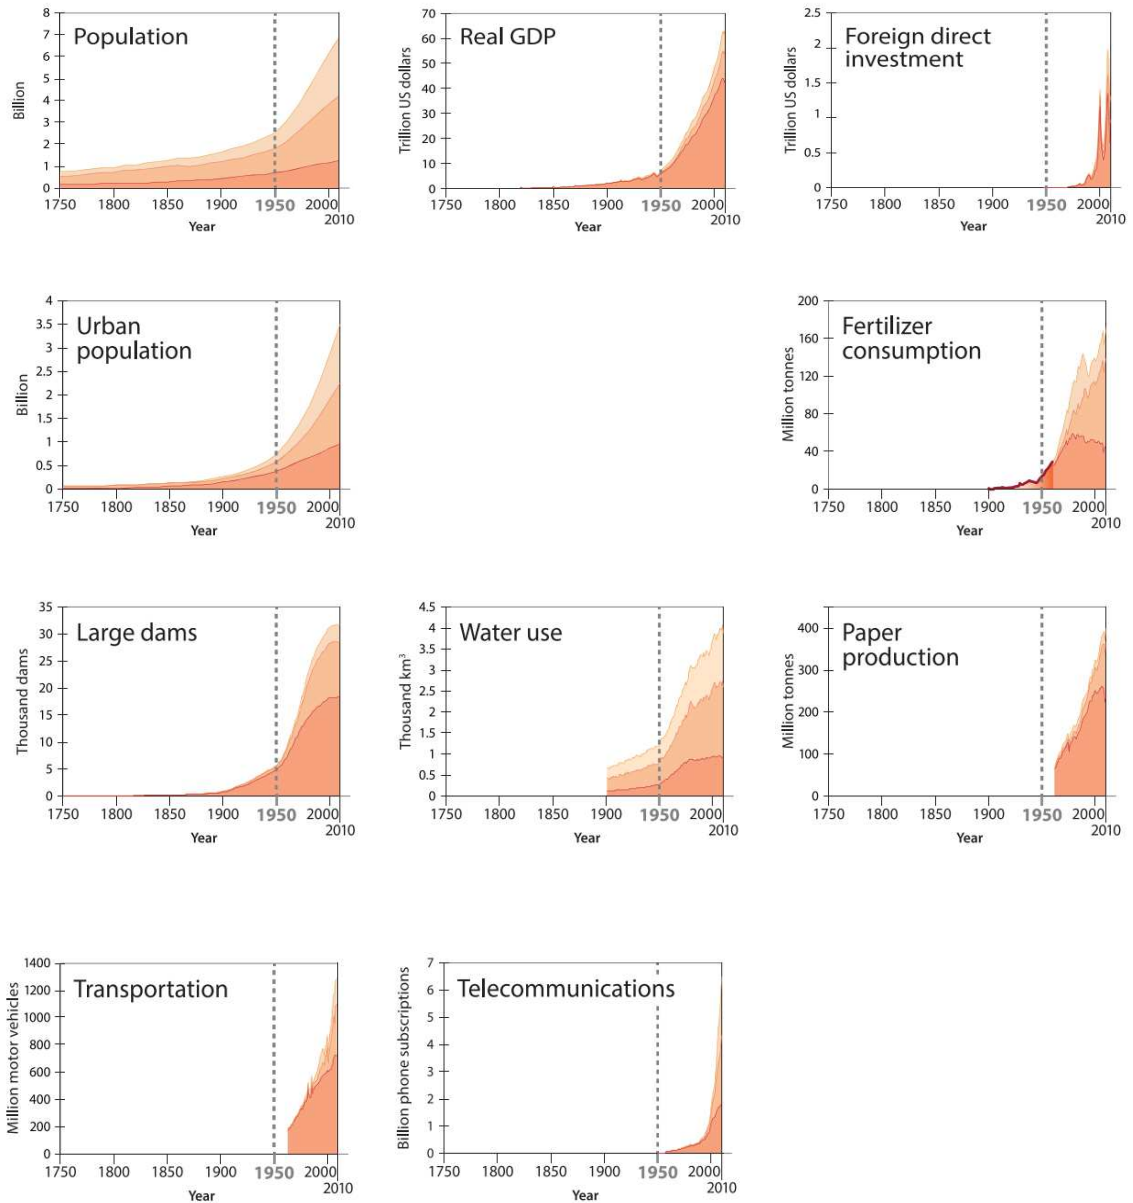 Population
Billion
8
7
6
5
4
3
2
1
0
1750 1800 1850 1900 1950 2000
2010
Year
Real GDP
Trillion US dollars
70
60
50
40
30
20
10
0
1750 1800 1850 1900 1950 2000
2010
Year
Foreign direct
investment
Trillion US dollars
2.5
2
1.5
1
0.5
0
1750 1800 1850 1900 1950 2000
2010
Year
Urban
population
Billion
4
3.5
3
2.5
2
1.5
1
0.5
0
1750 1800 1850 1900 1950 2000
2010
Year
Fertilizer
consumption
Million tonnes
200
160
120
80
40
0
1750 1800 1850 1900 1950 2000
2010
Year
Large dams
Thousand dams
35
30
25
20
15
10
5
0
1750 1800 1850 1900 1950 2000
2010
Year
Water use
Thousand km³
4.5
4
3.5
3
2.5
2
1.5
1
0.5
0
1750 1800 1850 1900 1950 2000
2010
Year
Paper
production
Million tonnes
400
300
200
100
0
1750 1800 1850 1900 1950 2000
2010
Year
Transportation
Million motor vehicles
1400
1200
1000
800
600
400
200
0
1750 1800 1850 1900 1950 2000
2010
Year
Telecommunications
Billion phone subscriptions
7
6
5
4
3
2
1
0
1750 1800 1850 1900 1950 2000
2010
Year